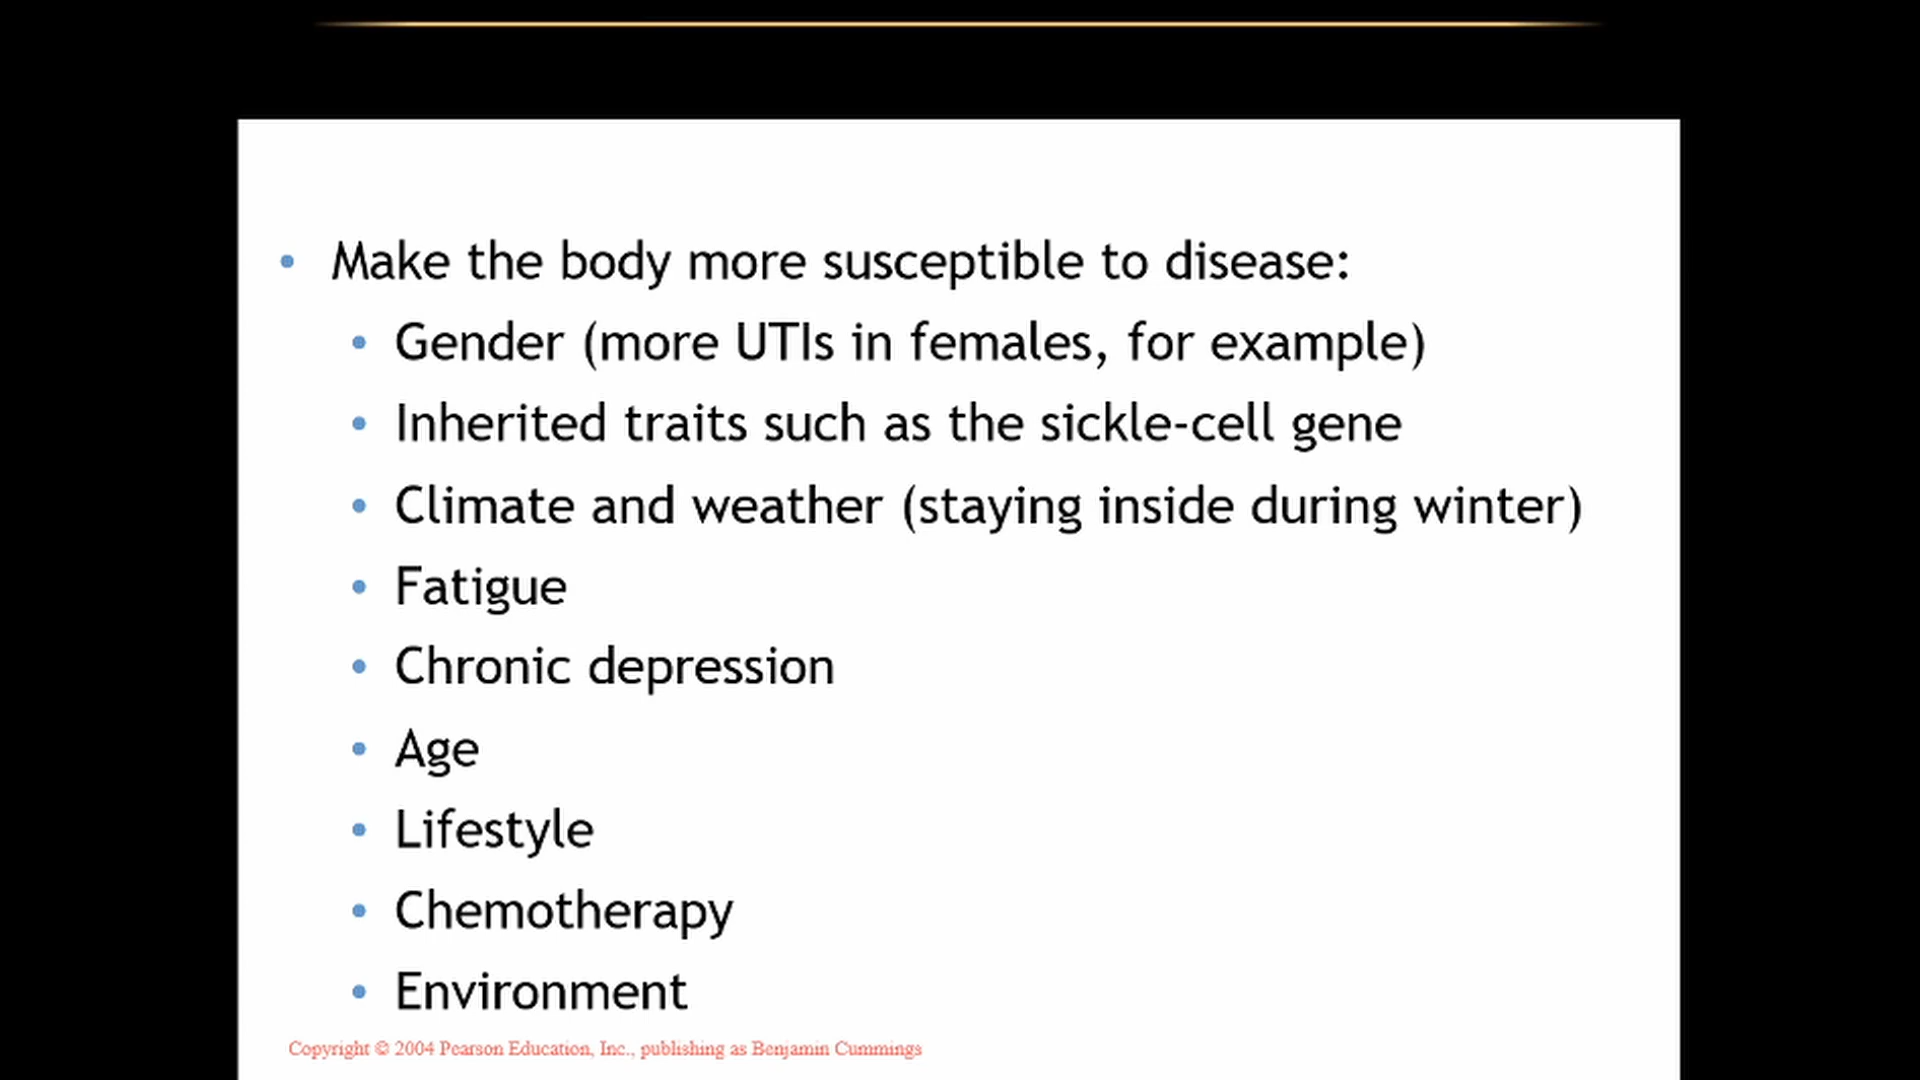 • Make the body more susceptible to disease:
• Gender (more UTIs in females, for example)
• Inherited traits such as the sickle-cell gene
• Climate and weather (staying inside during winter)
• Fatigue
• Chronic depression
• Age
• Lifestyle
• Chemotherapy
• Environment
Copyright © 2004 Pearson Education, Inc., publishing as Benjamin Cummings